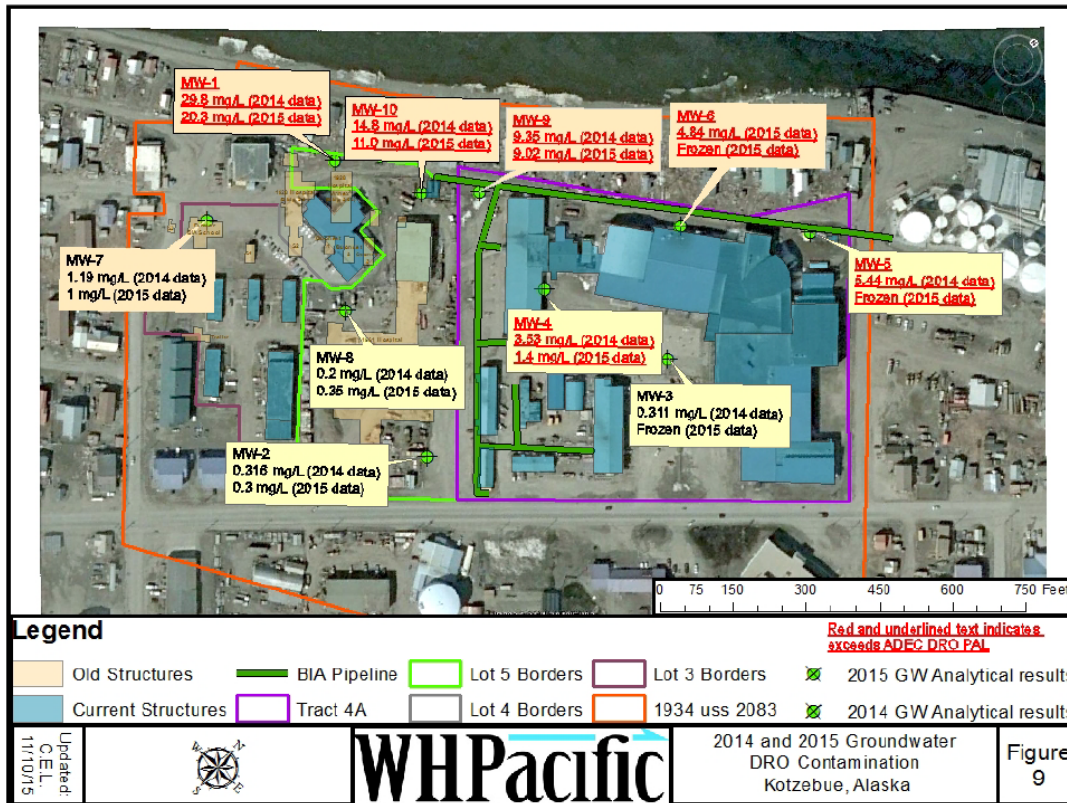 MW-1
29.8 mg/L (2014 data)
20.3 mg/L (2015 data)
MW-10
14.8 mg/L (2014 data)
11.0 mg/L (2015 data)
MW-9
9.35 mg/L (2014 data)
9.02 mg/L (2015 data)
MW-6
4.84 mg/L (2014 data)
Frozen (2015 data)
MW-7
1.19 mg/L (2014 data)
1 mg/L (2015 data)
MW-5
5.44 mg/L (2014 data)
Frozen (2015 data)
MW-4
3.53 mg/L (2014 data)
1.4 mg/L (2015 data)
MW-8
0.2 mg/L (2014 data)
0.35 mg/L (2015 data)
MW-3
0.311 mg/L (2014 data)
Frozen (2015 data)
MW-2
0.316 mg/L (2014 data)
0.3 mg/L (2015 data)
0 75 150 300 450 600 750 Feet
Legend
Red and underlined text indicates
exceeds ADEC DRO PAL
Old Structures
BIA Pipeline
Lot 5 Borders
Lot 3 Borders
2015 GW Analytical results
Current Structures
Tract 4A
Lot 4 Borders
1934 uss 2083
2014 GW Analytical results
Updated:
C.E.L.
11/10/15
N
E
S
W
WHPacific
2014 and 2015 Groundwater
DRO Contamination
Kotzebue, Alaska
Figure
9